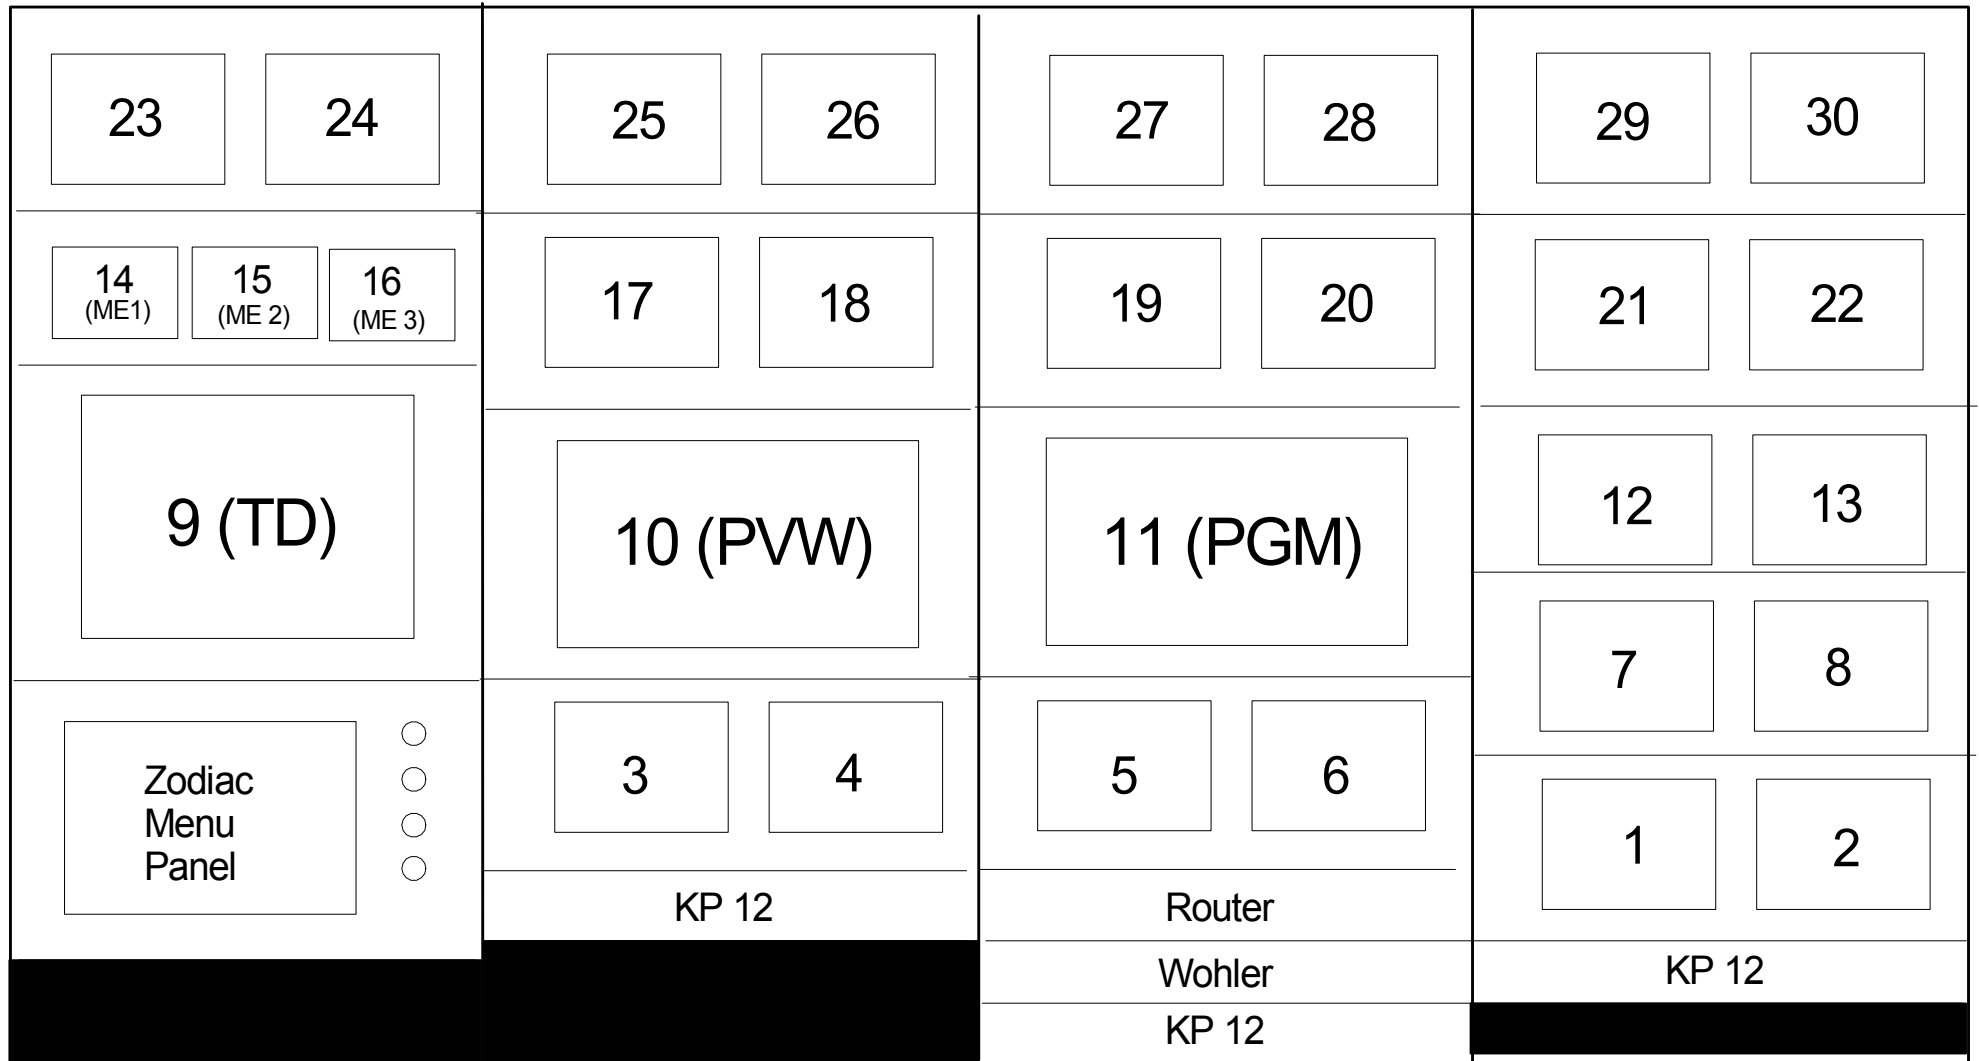 23 24 25 26 27 28 29 30
14 15 16 17 18 19 20 21 22
(ME1) (ME 2) (ME 3)
9 (TD) 10 (PVW) 11 (PGM) 12 13
7 8
Zodiac
Menu
Panel
3 4 5 6
1 2
KP 12 Router
Wohler KP 12
KP 12